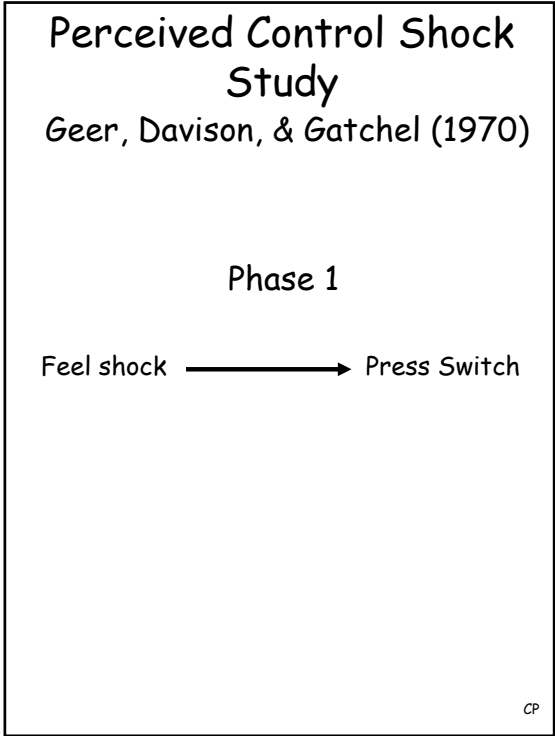 Perceived Control Shock
Study
Geer, Davison, & Gatchel (1970)
Phase 1
Feel shock Press Switch
CP